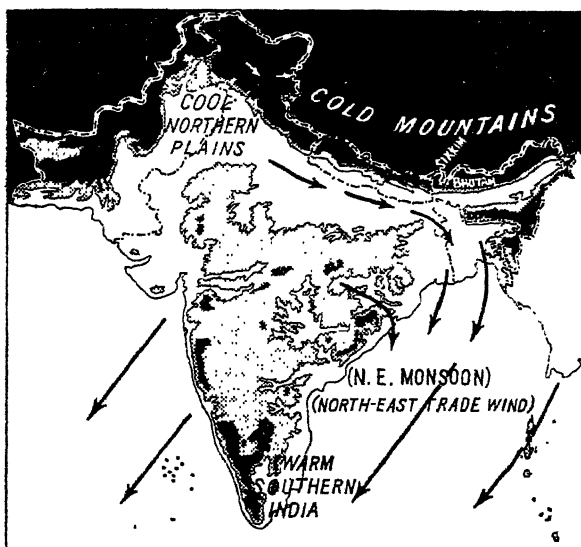 COLD MOUNTAINS
COOL
NORTHERN
PLAINS
SIKKIM
BHUTAN
(N. E. MONSOON)
(NORTH-EAST TRADE WIND)
WARM
SOUTHERN
INDIA